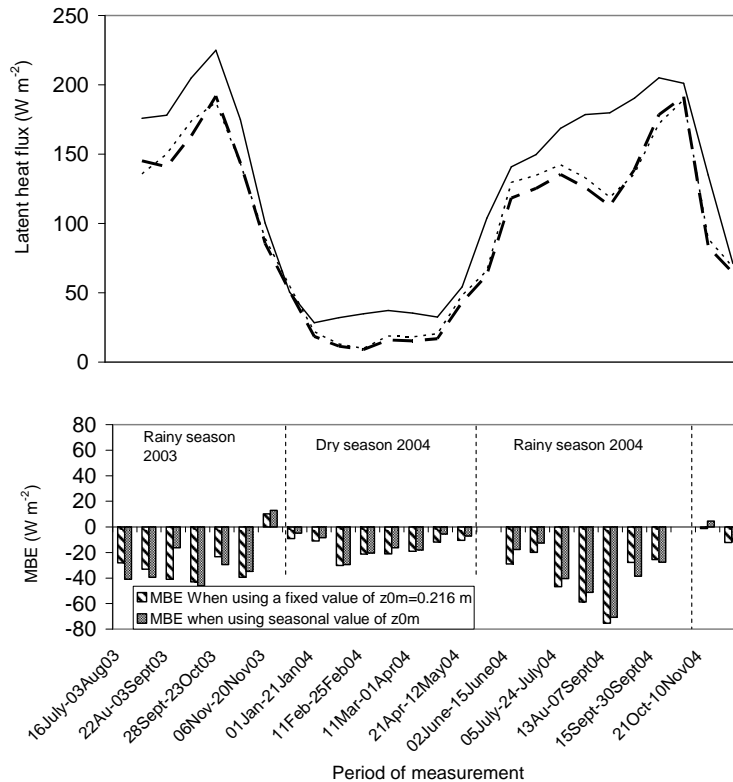 250
200
150
100
50
0
Latent heat flux (W m-2)
80
60
40
20
0
-20
-40
-60
-80
MBE (W m-2)
Rainy season
2003
Dry season 2004
Rainy season 2004
MBE When using a fixed value of z0m=0.216 m
MBE when using seasonal value of z0m
16July-03Aug03
22Au-03Sept03
28Sept-23Oct03
06Nov-20Nov03
01Jan-21Jan04
11Feb-25Feb04
11Mar-01Apr04
21Apr-12May04
02June-15June04
05July-24-July04
13Au-07Sept04
15Sept-30Sept04
21Oct-10Nov04
Period of measurement